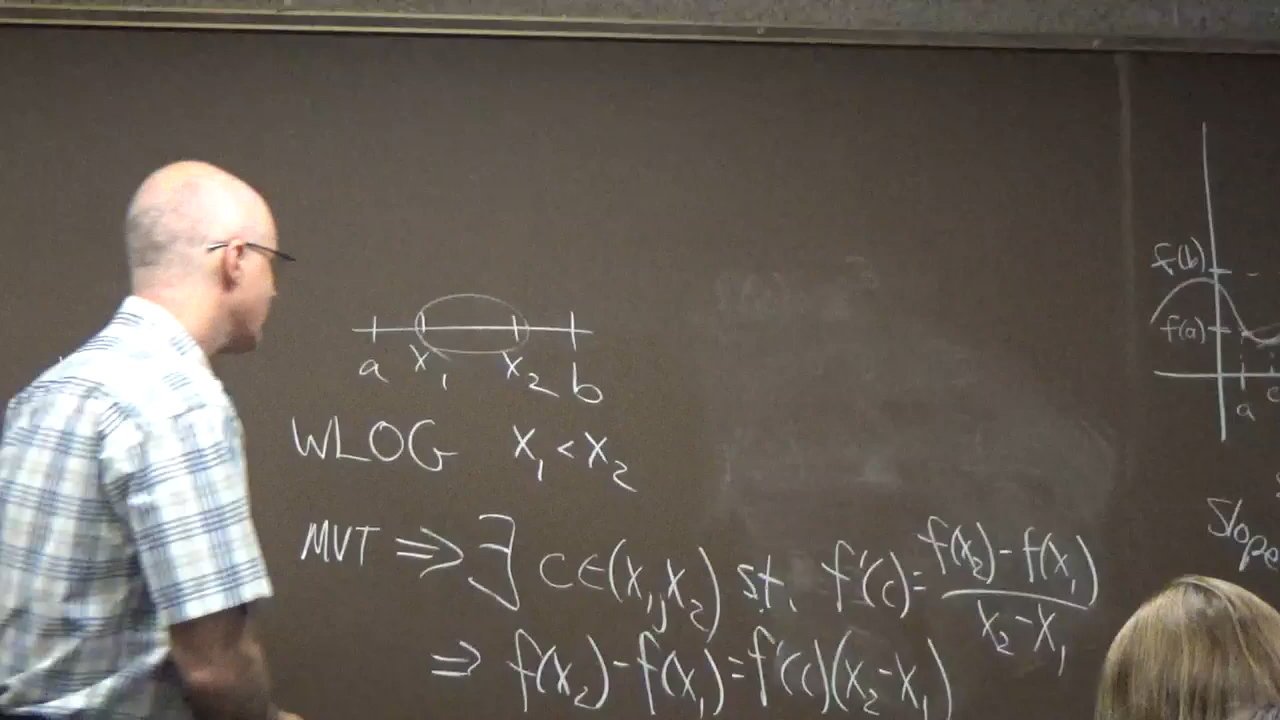 a x₁ x₂ b
WLOG x₁ < x₂
MVT ⇒ ∃ c∈(x₁,x₂) s.t. f'(c) = (f(x₂)-f(x₁))/(x₂-x₁)
⇒ f(x₂)-f(x₁) = f'(c)(x₂-x₁)
f(b)
f(a)
a
Slope